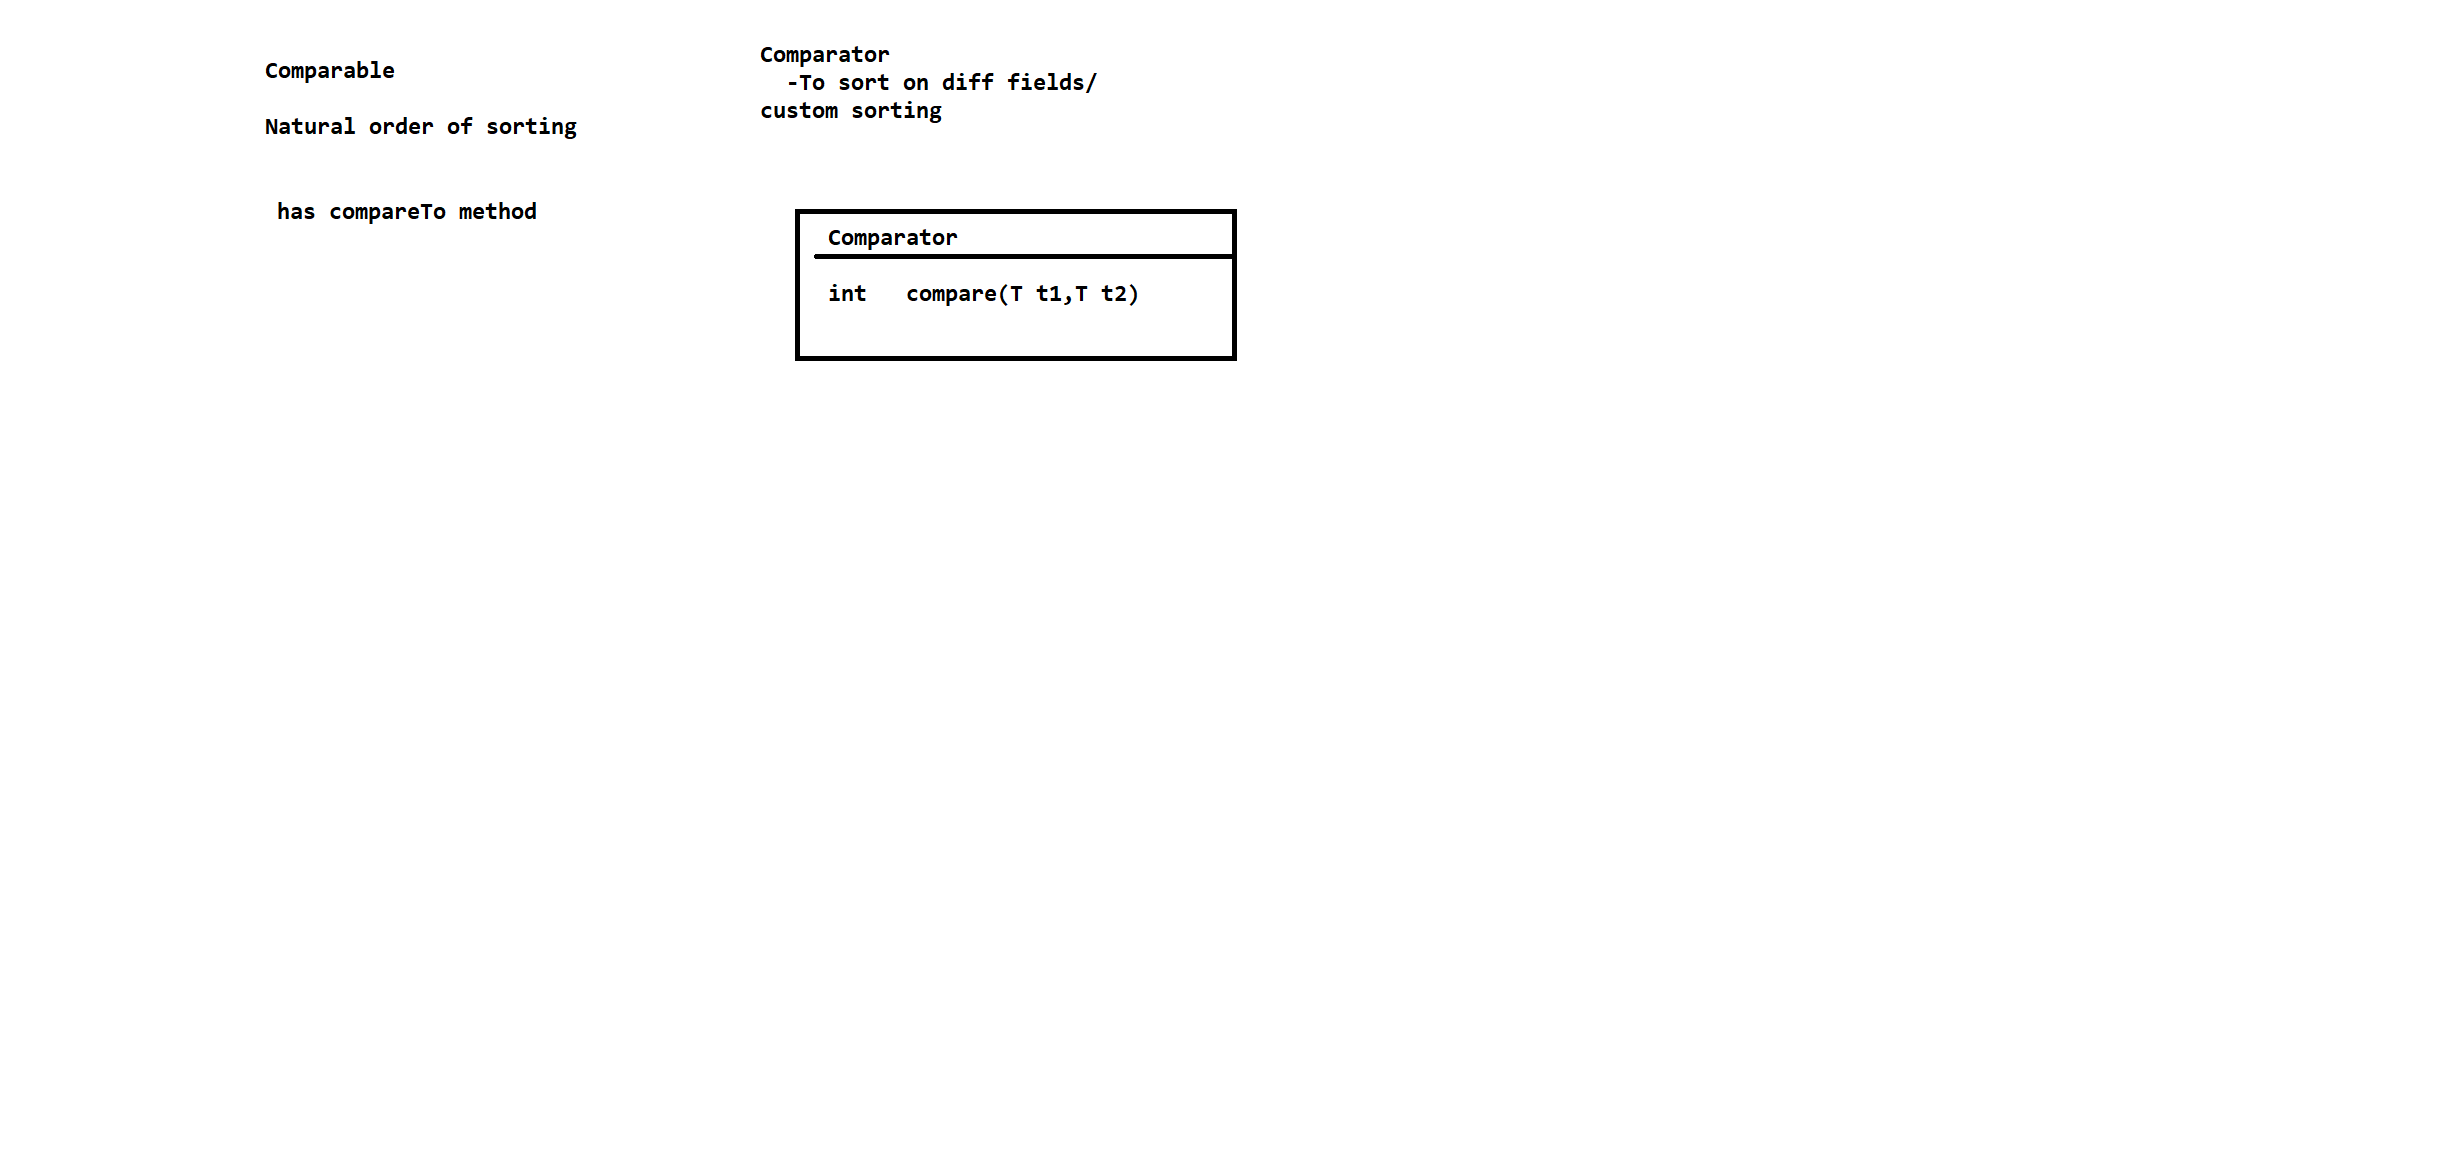 Comparable
Natural order of sorting
has compareTo method
Comparator
-To sort on diff fields/
custom sorting
Comparator
int   compare(T t1,T t2)